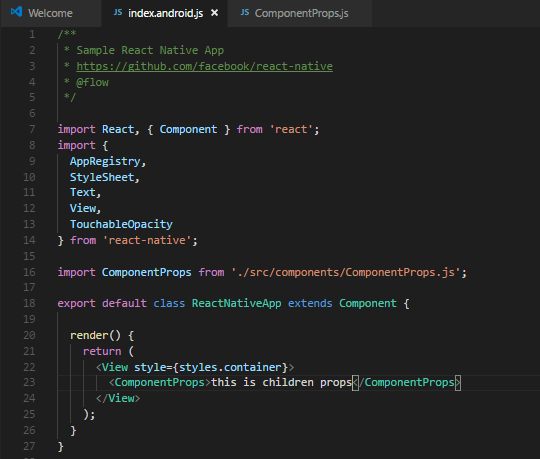 Welcome JS index.android.js × JS ComponentProps.js
1 /**
2 * Sample React Native App
3 * https://github.com/facebook/react-native
4 * @flow
5 */
6
7 import React, { Component } from 'react';
8 import {
9 AppRegistry,
10 StyleSheet,
11 Text,
12 View,
13 TouchableOpacity
14 } from 'react-native';
15
16 import ComponentProps from './src/components/ComponentProps.js';
17
18 export default class ReactNativeApp extends Component {
19
20 render() {
21 return (
22 <View style={styles.container}>
23 <ComponentProps>this is children props</ComponentProps>
24 </View>
25 );
26 }
27 }